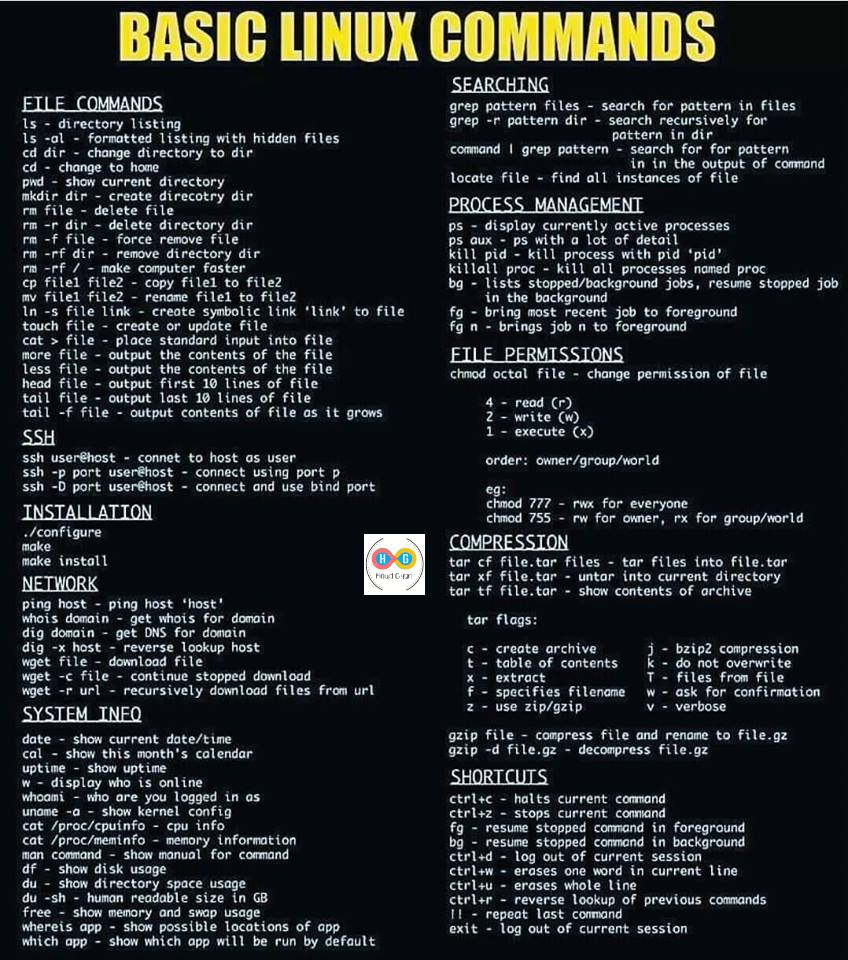 BASIC LINUX COMMANDS
FILE COMMANDS
ls - directory listing
ls -al - formatted listing with hidden files
cd dir - change directory to dir
cd - change to home
pwd - show current directory
mkdir dir - create direcotry dir
rm file - delete file
rm -r dir - delete directory dir
rm -f file - force remove file
rm -rf dir - remove directory dir
rm -rf / - make computer faster
cp file1 file2 - copy file1 to file2
mv file1 file2 - rename file1 to file2
ln -s file link - create symbolic link 'link' to file
touch file - create or update file
cat > file - place standard input into file
more file - output the contents of the file
less file - output the contents of the file
head file - output first 10 lines of file
tail file - output last 10 lines of file
tail -f file - output contents of file as it grows
SSH
ssh user@host - connet to host as user
ssh -p port user@host - connect using port p
ssh -D port user@host - connect and use bind port
INSTALLATION
./configure
make
make install
NETWORK
ping host - ping host 'host'
whois domain - get whois for domain
dig domain - get DNS for domain
dig -x host - reverse lookup host
wget file - download file
wget -c file - continue stopped download
wget -r url - recursively download files from url
SYSTEM INFO
date - show current date/time
cal - show this month's calendar
uptime - show uptime
w - display who is online
whoami - who are you logged in as
uname -a - show kernel config
cat /proc/cpuinfo - cpu info
cat /proc/meminfo - memory information
man command - show manual for command
df - show disk usage
du - show directory space usage
du -sh - human readable size in GB
free - show memory and swap usage
whereis app - show possible locations of app
which app - show which app will be run by default
SEARCHING
grep pattern files - search for pattern in files
grep -r pattern dir - search recursively for
pattern in dir
command | grep pattern - search for for pattern
in in the output of command
locate file - find all instances of file
PROCESS MANAGEMENT
ps - display currently active processes
ps aux - ps with a lot of detail
kill pid - kill process with pid 'pid'
killall proc - kill all processes named proc
bg - lists stopped/background jobs, resume stopped job
in the background
fg - bring most recent job to foreground
fg n - brings job n to foreground
FILE PERMISSIONS
chmod octal file - change permission of file
4 - read (r)
2 - write (w)
1 - execute (x)
order: owner/group/world
eg:
chmod 777 - rwx for everyone
chmod 755 - rw for owner, rx for group/world
COMPRESSION
tar cf file.tar files - tar files into file.tar
tar xf file.tar - untar into current directory
tar tf file.tar - show contents of archive
tar flags:
c - create archive j - bzip2 compression
t - table of contents k - do not overwrite
x - extract T - files from file
f - specifies filename w - ask for confirmation
z - use zip/gzip v - verbose
gzip file - compress file and rename to file.gz
gzip -d file.gz - decompress file.gz
SHORTCUTS
ctrl+c - halts current command
ctrl+z - stops current command
fg - resume stopped command in foreground
bg - resume stopped command in background
ctrl+d - log out of current session
ctrl+w - erases one word in current line
ctrl+u - erases whole line
ctrl+r - reverse lookup of previous commands
!! - repeat last command
exit - log out of current session
H G